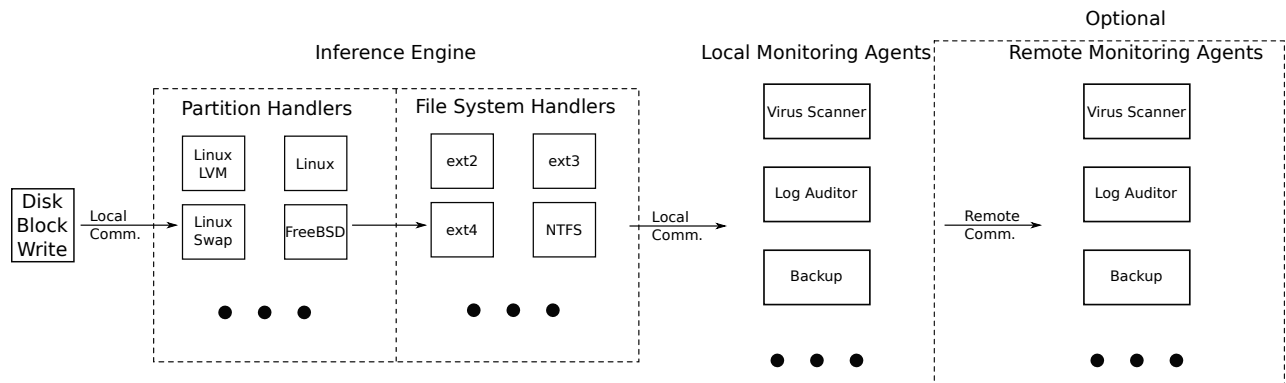 Optional
Inference Engine
Local Monitoring Agents
Remote Monitoring Agents
Partition Handlers
File System Handlers
Linux
LVM
Linux
Linux
Swap
FreeBSD
ext2
ext3
ext4
NTFS
Disk
Block
Write
Local
Comm.
Local
Comm.
Virus Scanner
Log Auditor
Backup
Remote
Comm.
Virus Scanner
Log Auditor
Backup